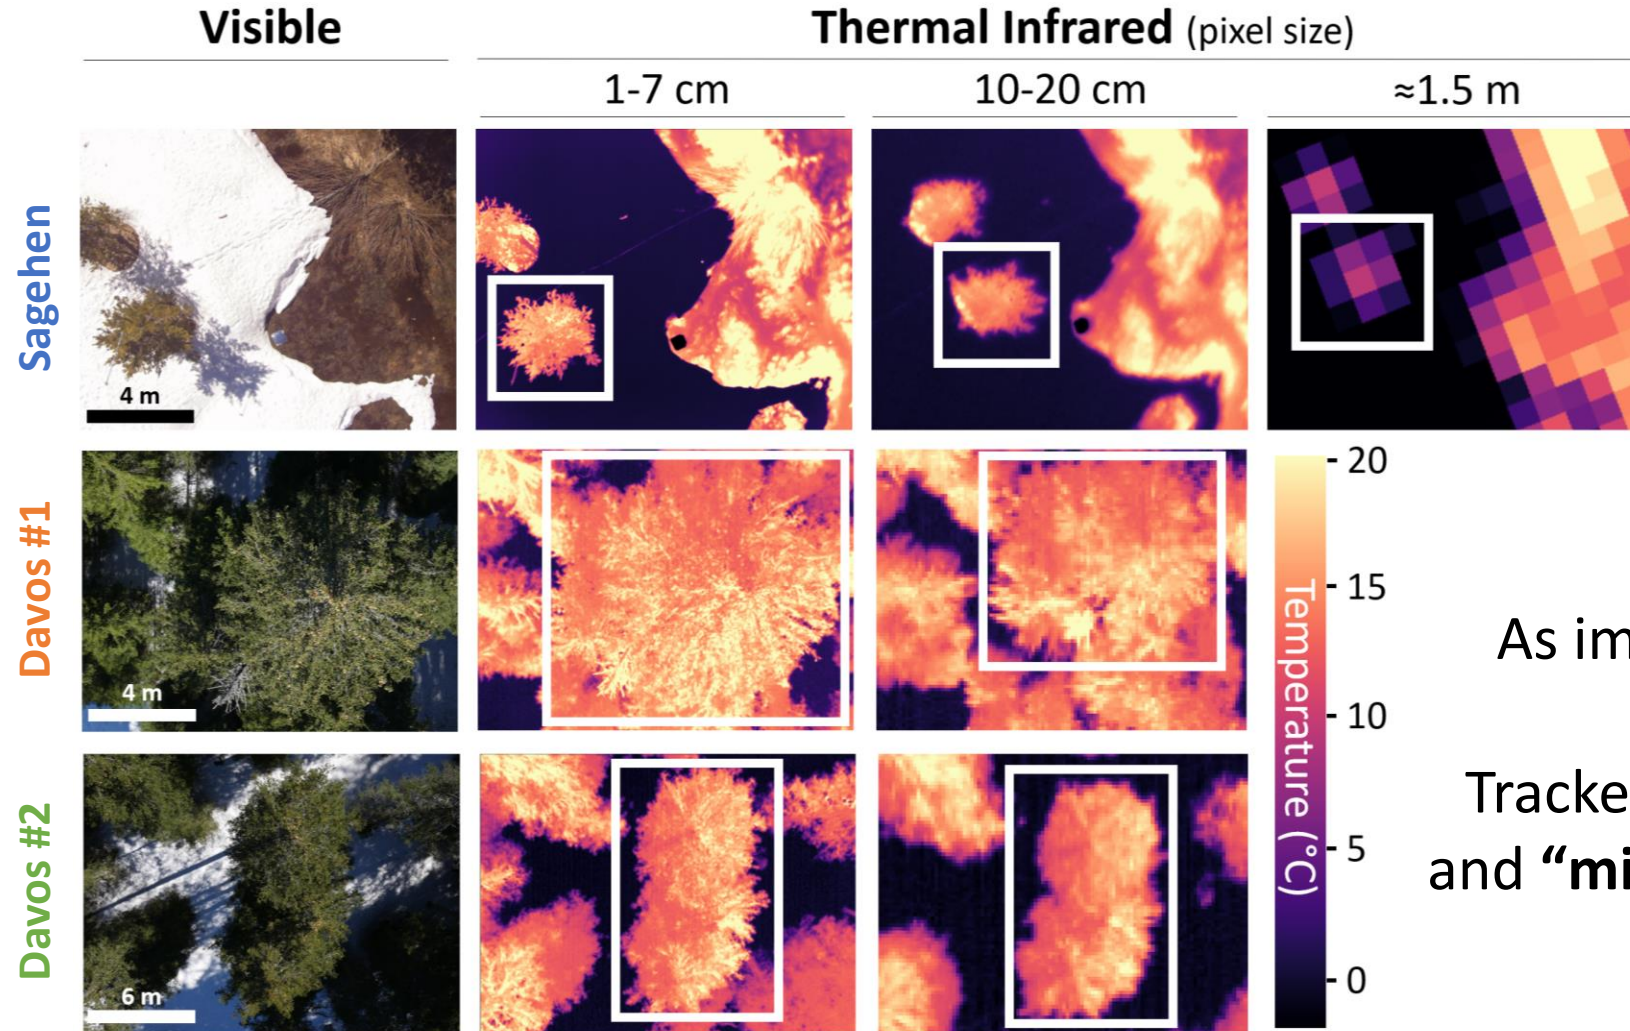 Visible
Thermal Infrared (pixel size)
1-7 cm
10-20 cm
≈1.5 m
Sagehen
4 m
Davos #1
4 m
Davos #2
6 m
20
15
10
5
0
Temperature (°C)
As im
Tracke
and “mi